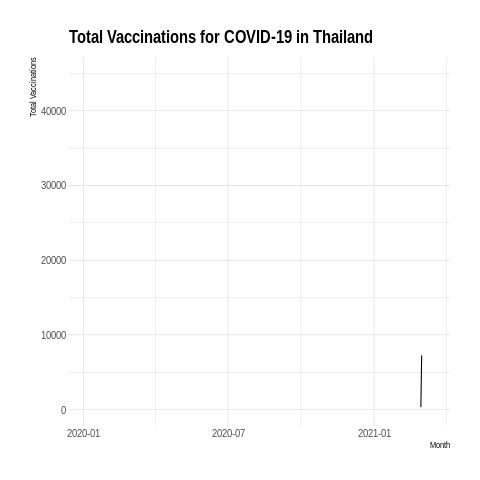 Total Vaccinations for COVID-19 in Thailand
Total Vaccinations
40000
30000
20000
10000
0
2020-01 2020-07 2021-01
Month